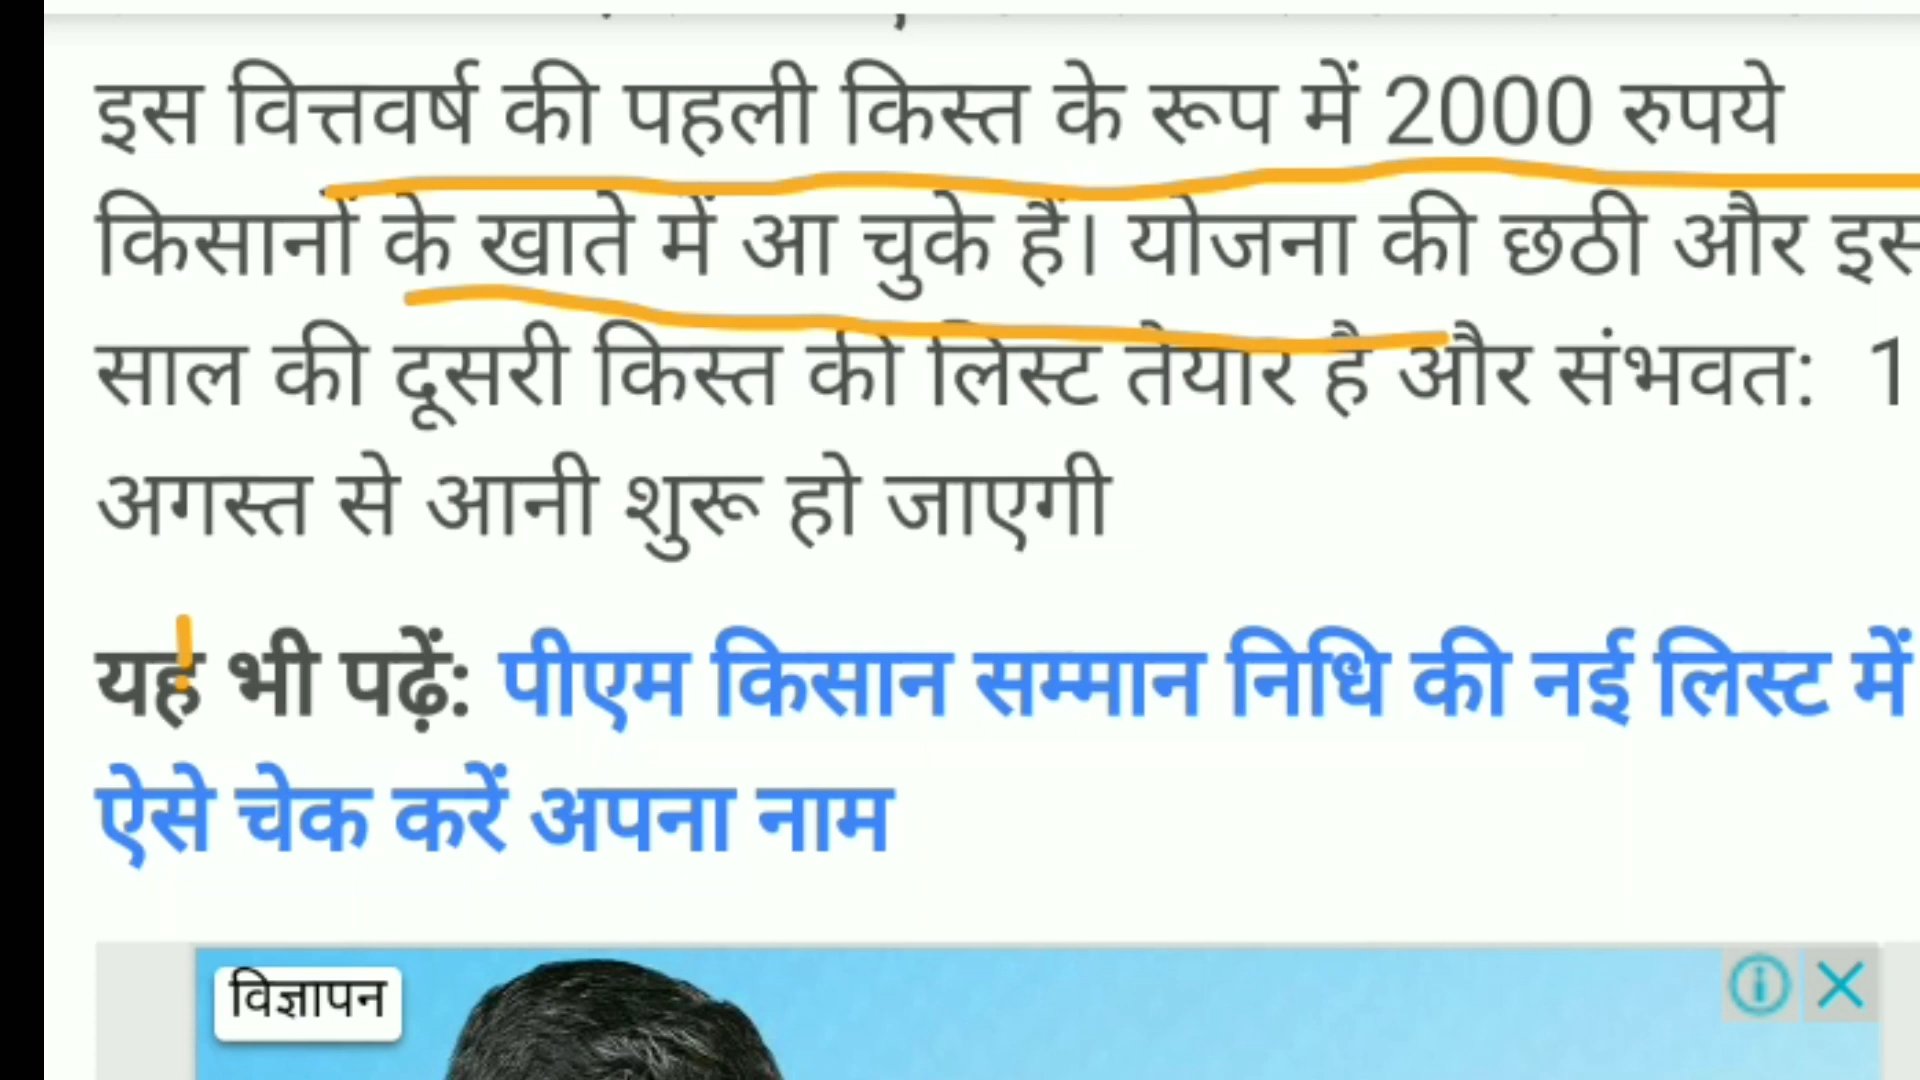 इस वित्तवर्ष की पहली किस्त के रूप में 2000 रुपये
किसानों के खाते में आ चुके हैं। योजना की छठी और इस
साल की दूसरी किस्त की लिस्ट तैयार है और संभवत: 1
अगस्त से आनी शुरू हो जाएगी
यह भी पढ़ें: पीएम किसान सम्मान निधि की नई लिस्ट में
ऐसे चेक करें अपना नाम
विज्ञापन